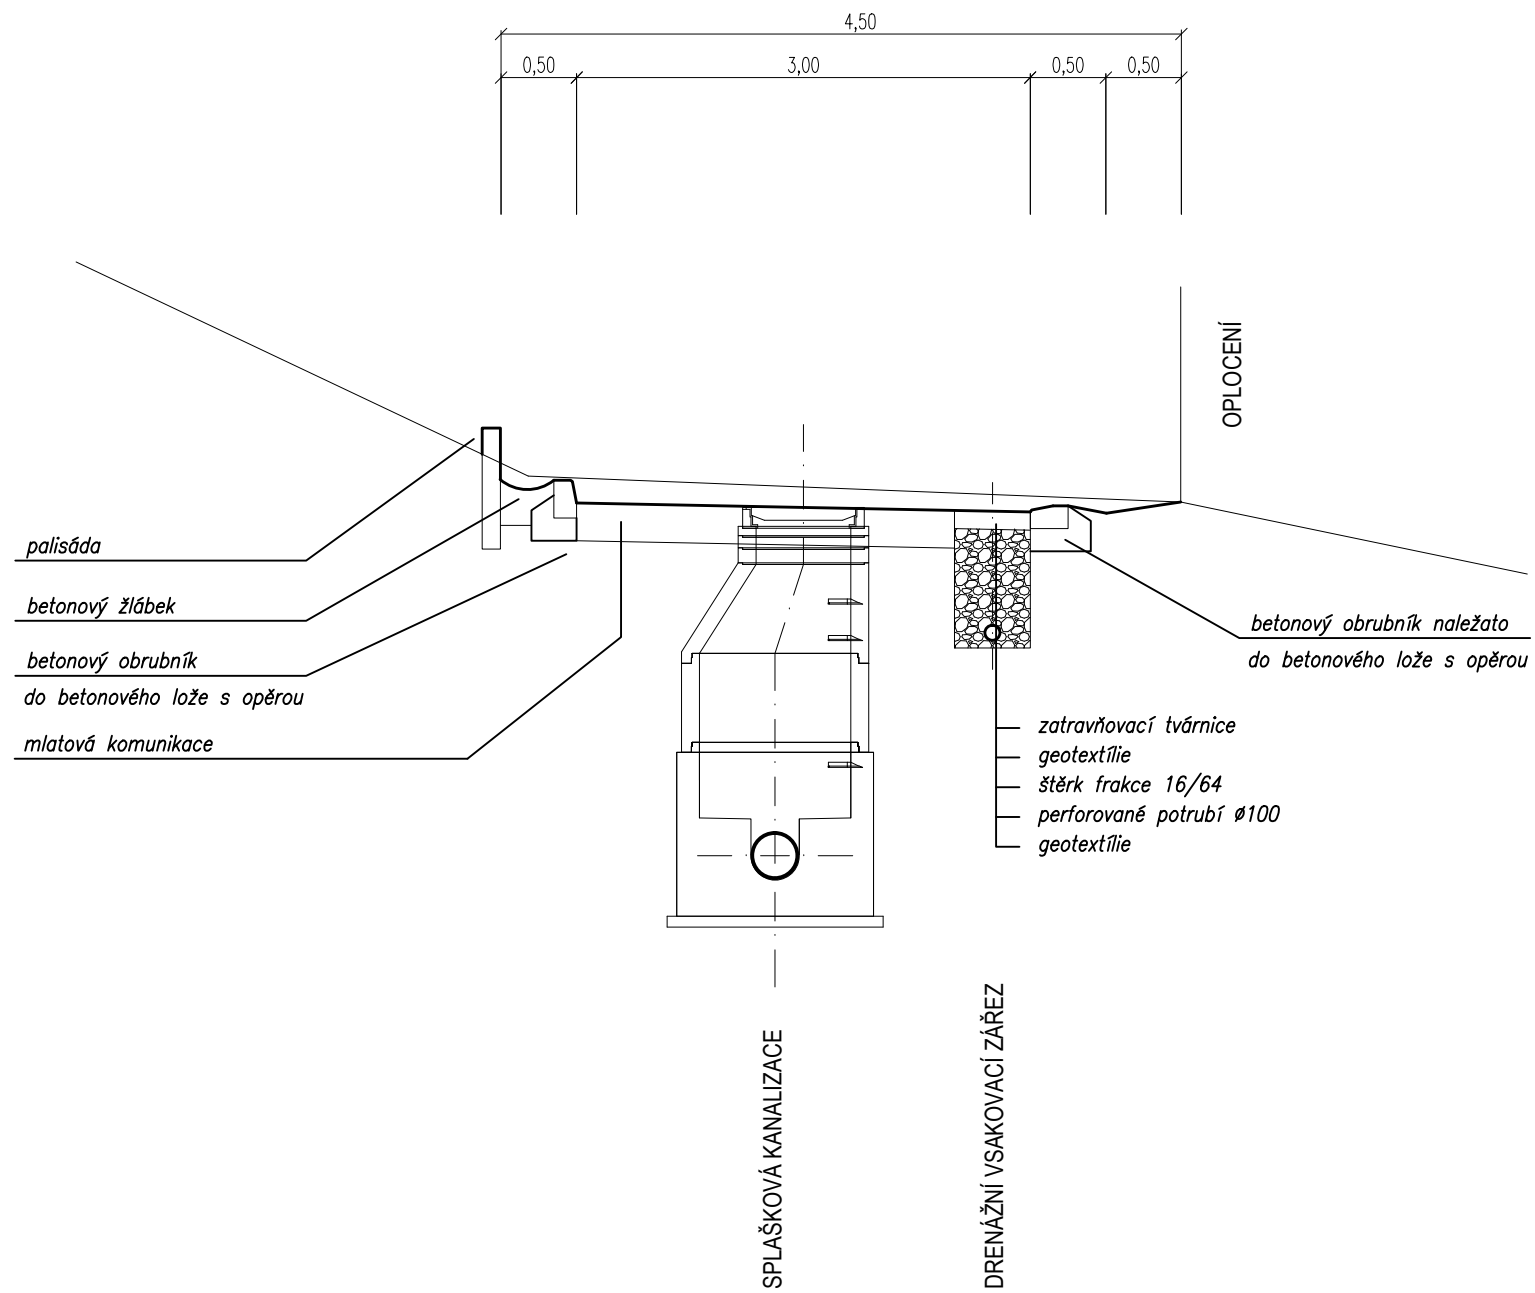 4,50
0,50
3,00
0,50
0,50
OPLOCENÍ
palisáda
betonový žlábek
betonový obrubník
do betonového lože s opěrou
mlatová komunikace
betonový obrubník naležato
do betonového lože s opěrou
zatravňovací tvárnice
geotextílie
štěrk frakce 16/64
perforované potrubí ø100
geotextílie
SPLAŠKOVÁ KANALIZACE
DRENÁŽNÍ VSAKOVACÍ ZÁŘEZ